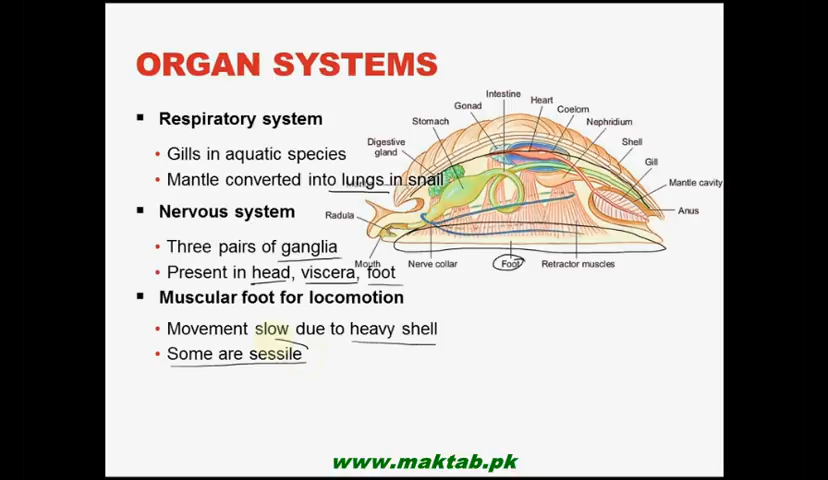 ORGAN SYSTEMS
▪ Respiratory system
• Gills in aquatic species
• Mantle converted into lungs in snail
▪ Nervous system
• Three pairs of ganglia
• Present in head, viscera, foot
▪ Muscular foot for locomotion
• Movement slow due to heavy shell
• Some are sessile
Intestine
Heart
Gonad
Coelom
Stomach
Nephridium
Digestive
gland
Shell
Gill
Mantle cavity
Radula
Anus
Mouth
Nerve collar
Foot
Retractor muscles
www.maktab.pk